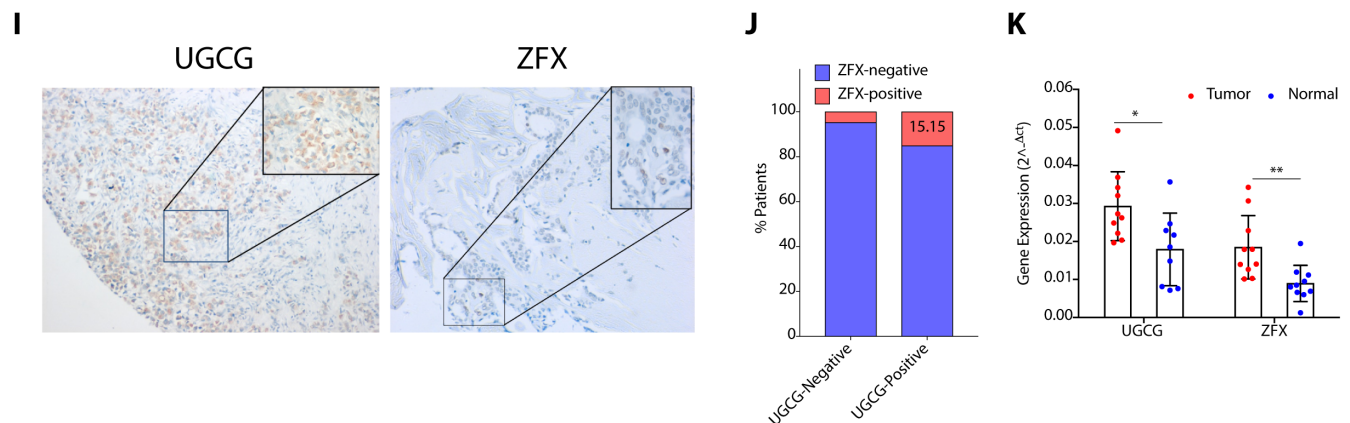 I
UGCG
ZFX
J
ZFX-negative
ZFX-positive
% Patients
100
80
60
40
20
0
15.15
UGCG-Negative
UGCG-Positive
K
Gene Expression (2^-Δct)
0.06
0.05
0.04
0.03
0.02
0.01
0.00
Tumor
Normal
*
**
UGCG
ZFX